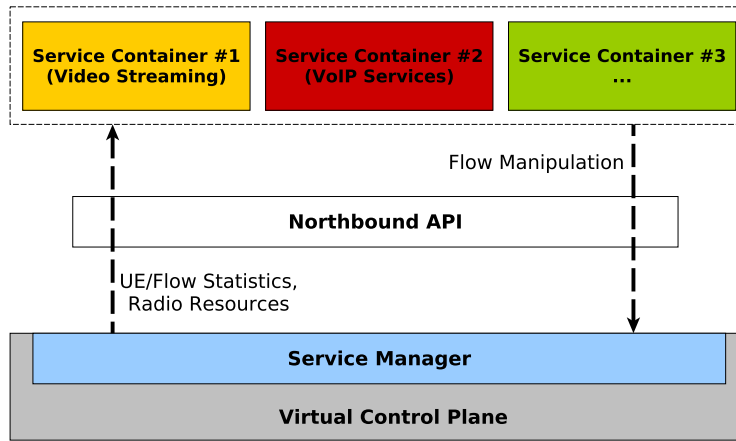 Service Container #1
(Video Streaming)
Service Container #2
(VoIP Services)
Service Container #3
...
Flow Manipulation
Northbound API
UE/Flow Statistics,
Radio Resources
Service Manager
Virtual Control Plane